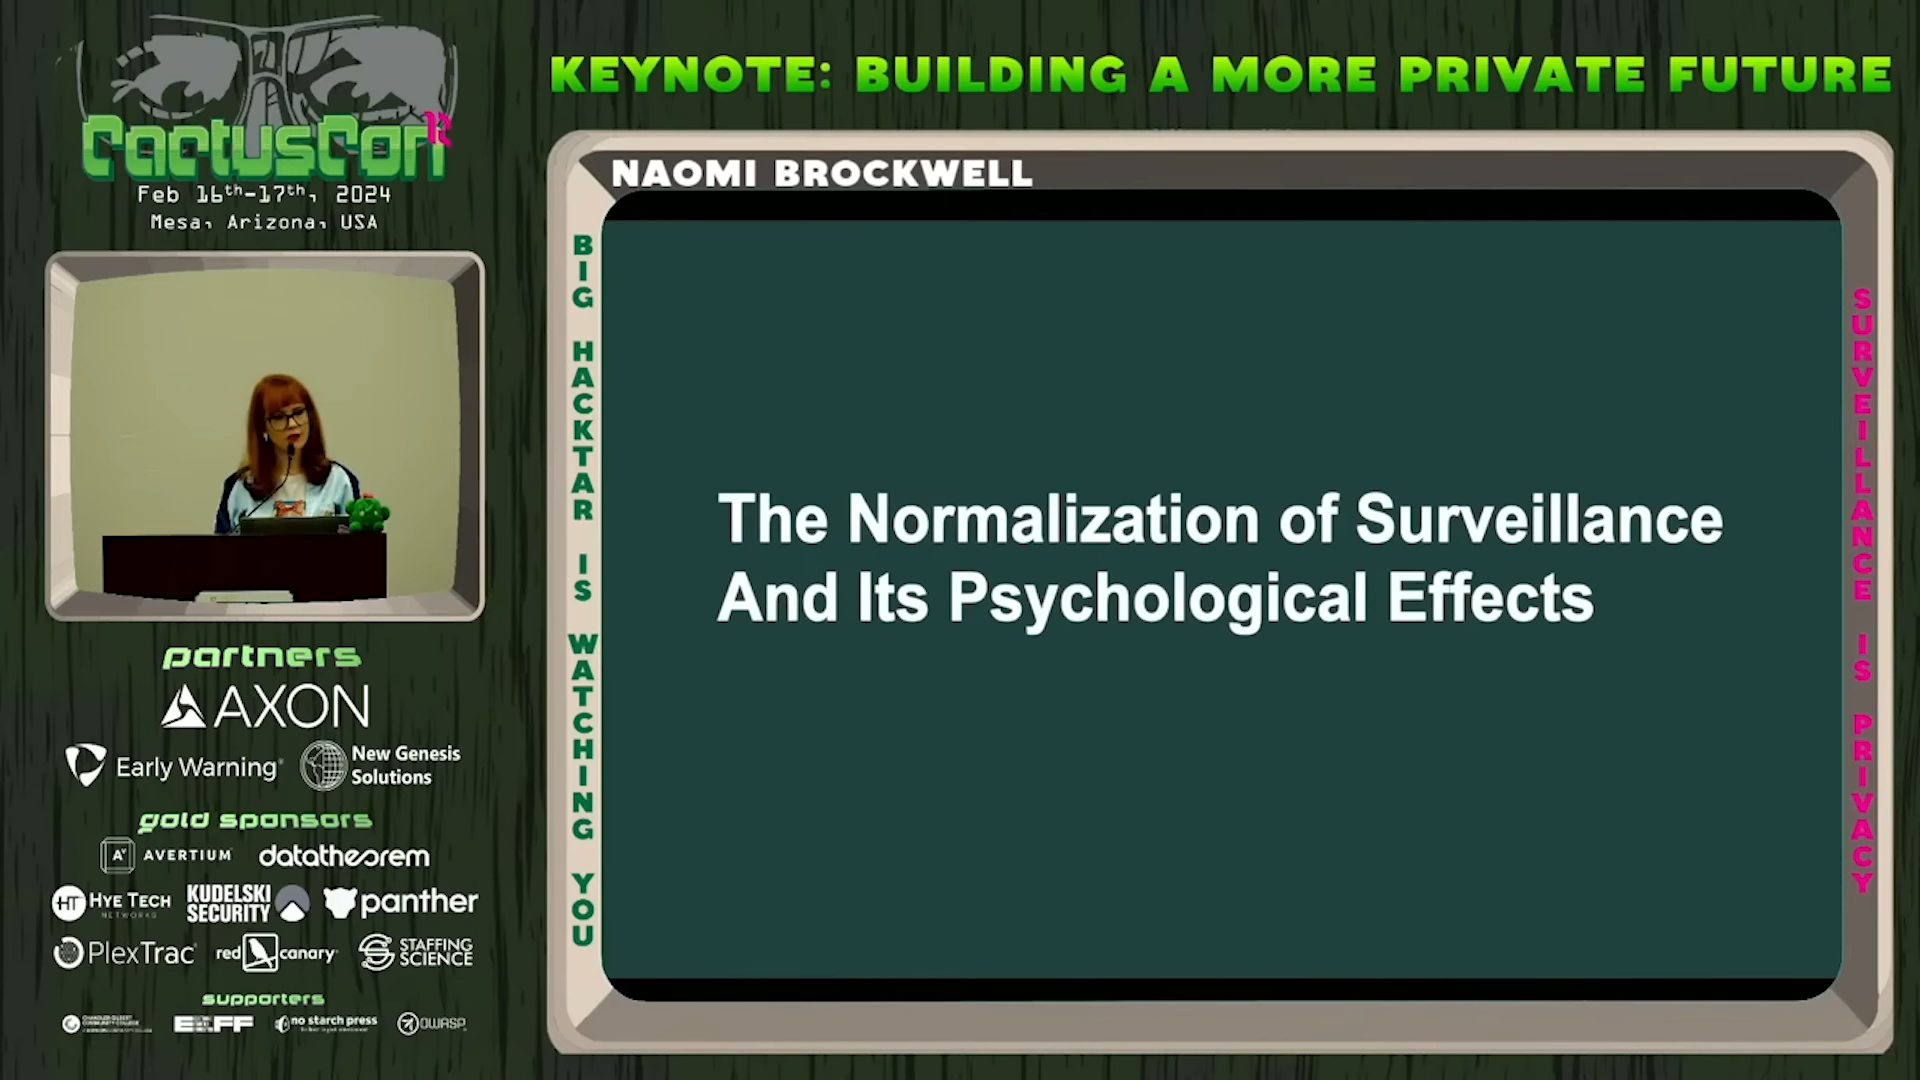 CactusCon
Feb 16th-17th, 2024
Mesa, Arizona, USA
KEYNOTE: BUILDING A MORE PRIVATE FUTURE
NAOMI BROCKWELL
BIG HACKTAR IS WATCHING YOU
The Normalization of Surveillance
And Its Psychological Effects
SURVEILLANCE IS PRIVACY
partners
AXON
Early Warning
New Genesis
Solutions
gold sponsors
AVERTIUM
datatheorem
HT HYE TECH
NETWORKS
KUDELSKI
SECURITY
panther
PlexTrac
red canary
STAFFING
SCIENCE
supporters
EFF
no starch press
OWASP